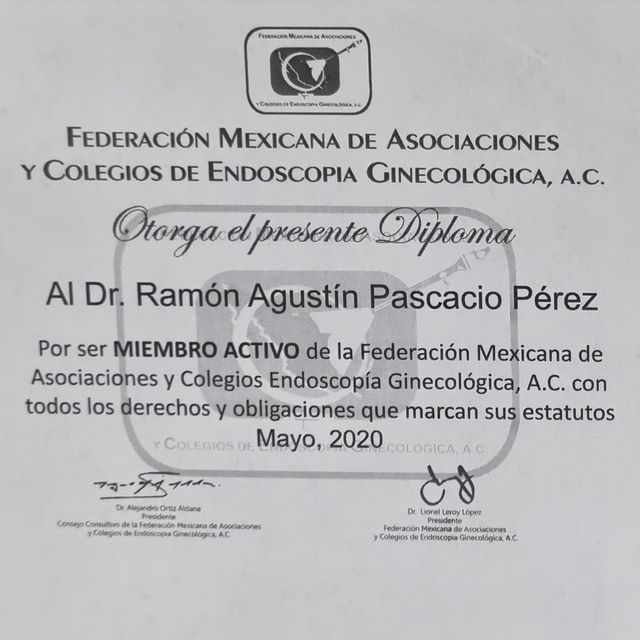 FEDERACIÓN MEXICANA DE ASOCIACIONES
Y COLEGIOS DE ENDOSCOPIA GINECOLÓGICA, A.C.
FEDERACIÓN MEXICANA DE ASOCIACIONES
Y COLEGIOS DE ENDOSCOPIA GINECOLÓGICA, A.C.
Otorga el presente Diploma
Al Dr. Ramón Agustín Pascacio Pérez
Por ser MIEMBRO ACTIVO de la Federación Mexicana de
Asociaciones y Colegios Endoscopía Ginecológica, A.C. con
todos los derechos y obligaciones que marcan sus estatutos
Mayo, 2020
Y COLEGIOS DE ENDOSCOPIA GINECOLÓGICA, A.C.
Dr. Alejandro Ortiz Aldana
Presidente
Consejo Consultivo de la Federación Mexicana de Asociaciones
y Colegios de Endoscopia Ginecológica, A.C.
Dr. Lionel Leroy López
Presidente
Federación Mexicana de Asociaciones
y Colegios de Endoscopia Ginecológica, A.C.